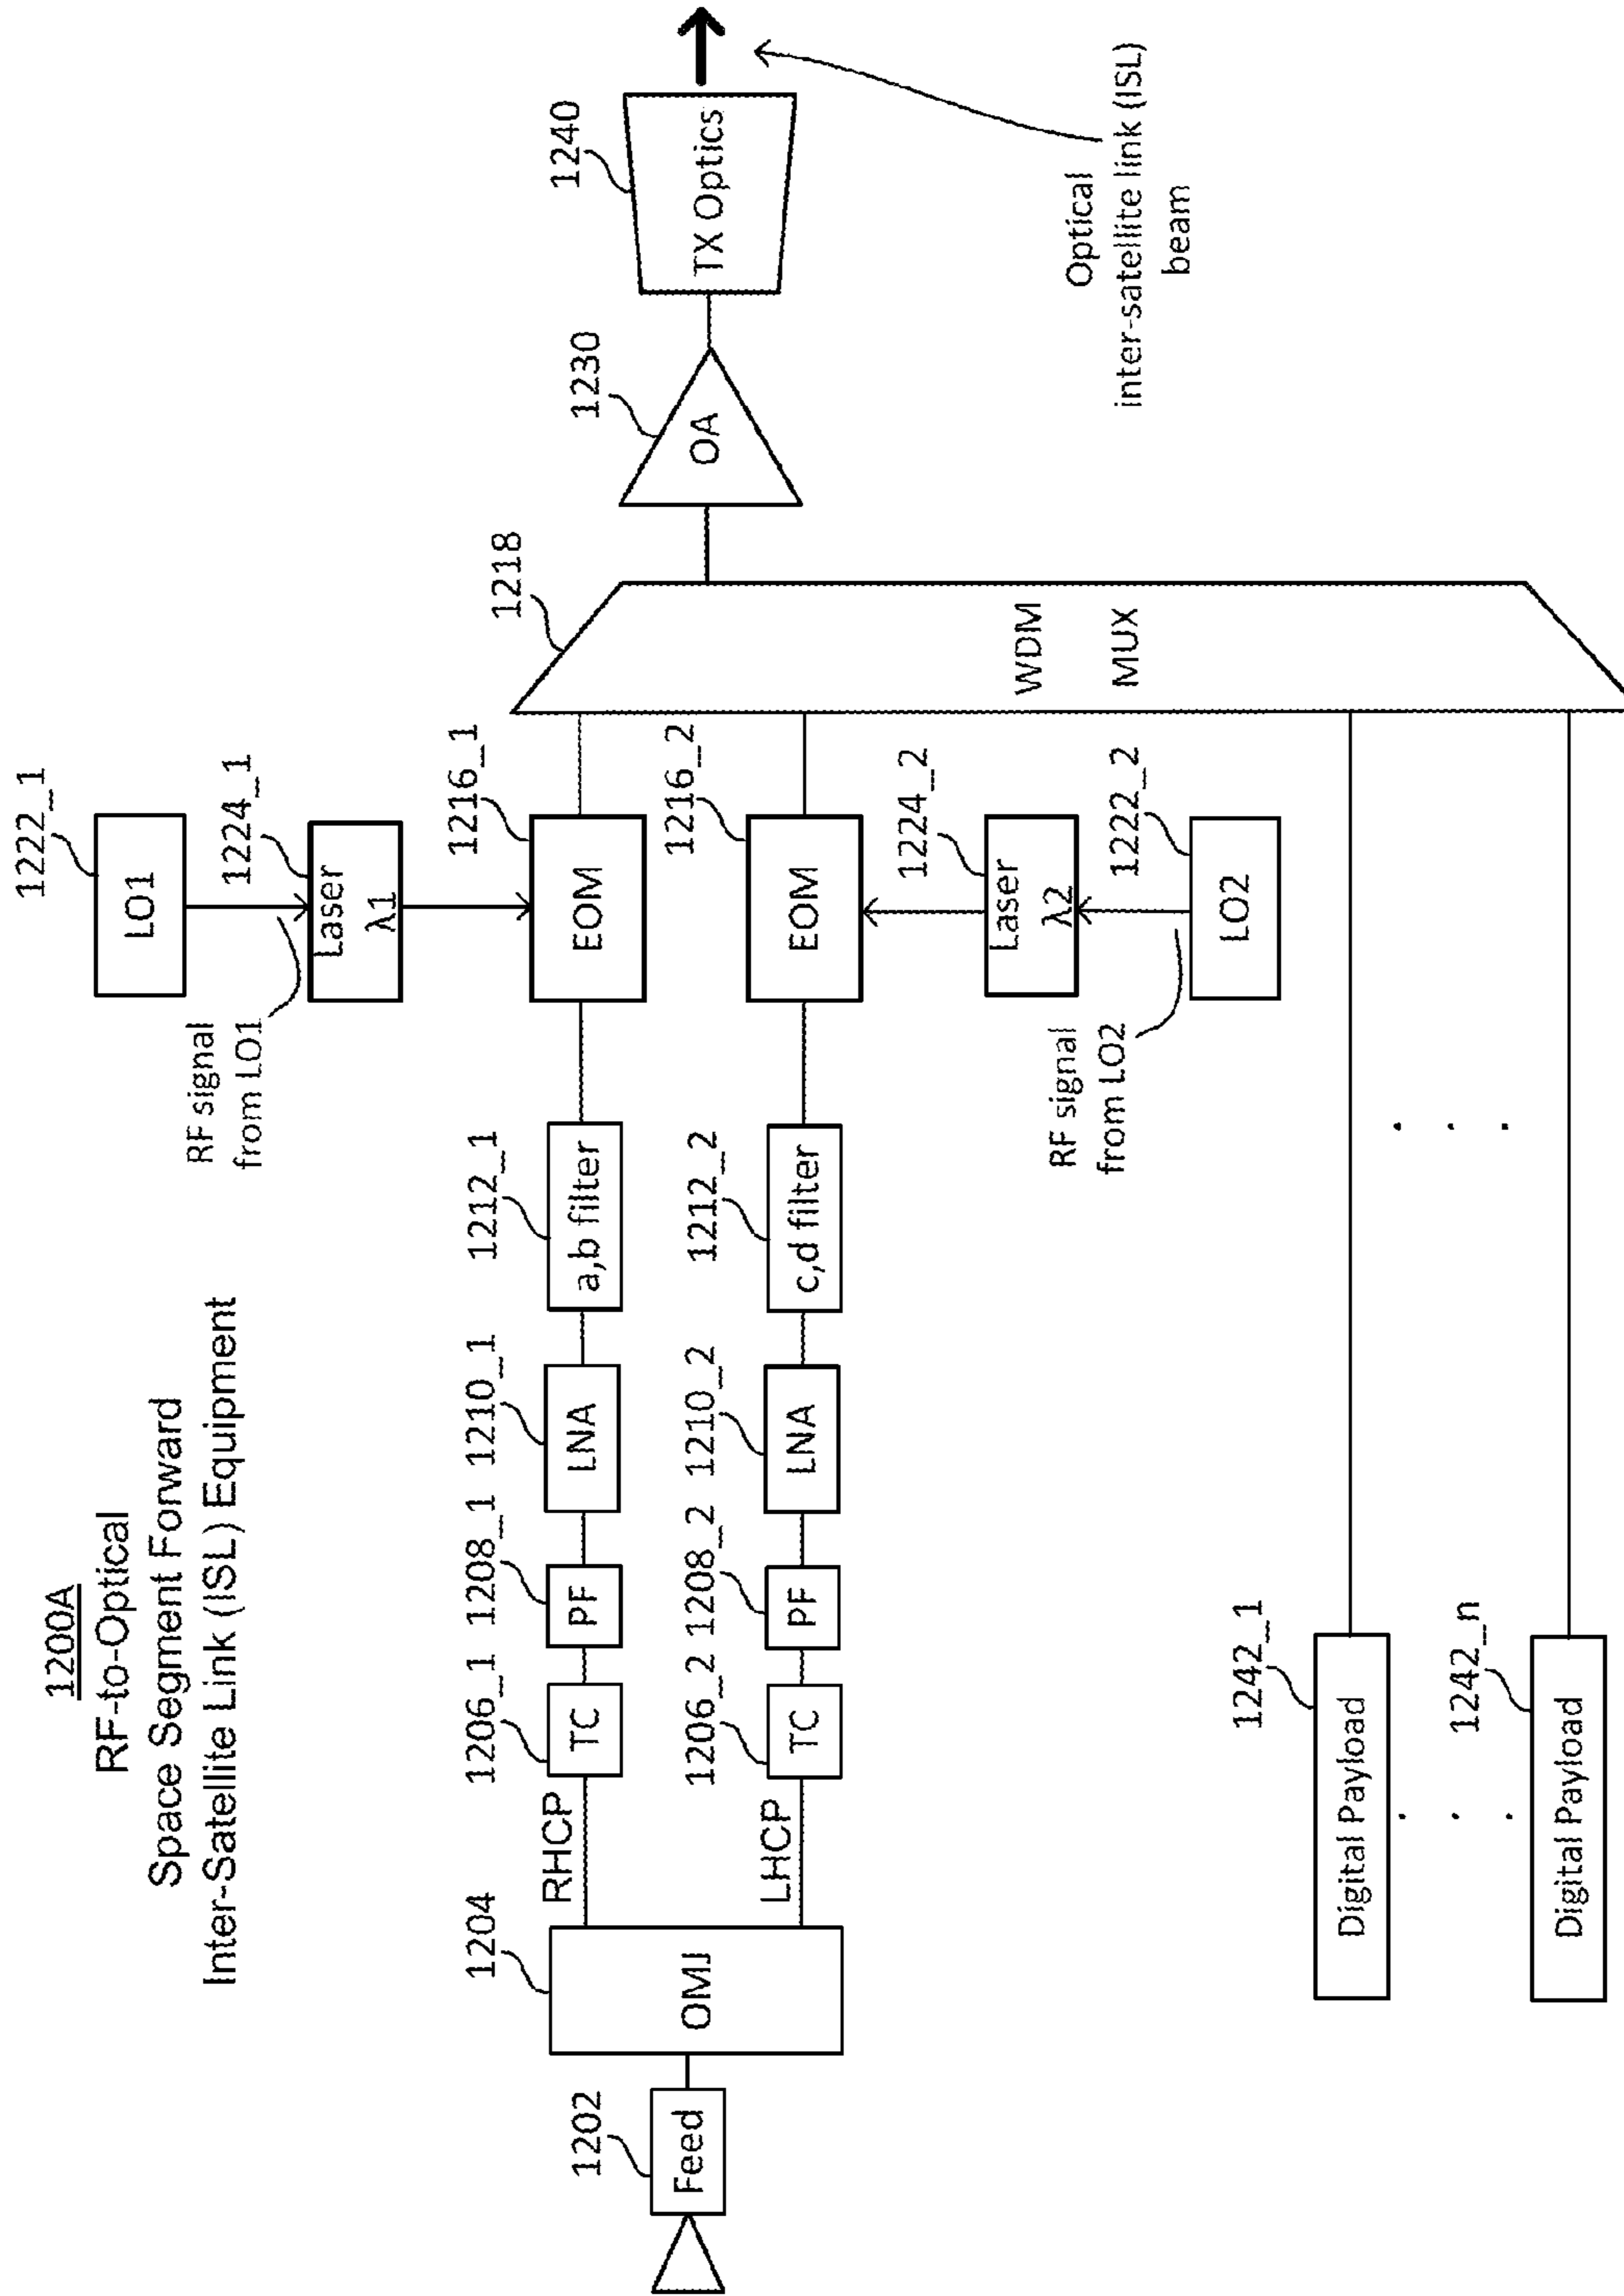 1200A
RF-to-Optical
Space Segment Forward
Inter-Satellite Link (ISL) Equipment
1202
Feed
1204
OMJ
RHCP
1206_1
TC
1208_1
PF
1210_1
LNA
1212_1
a,b filter
1222_1
LO1
RF signal
from LO1
1224_1
Laser
λ1
1216_1
EOM
LHCP
1206_2
TC
1208_2
PF
1210_2
LNA
1212_2
c,d filter
1216_2
EOM
1224_2
Laser
λ2
RF signal
from LO2
1222_2
LO2
1218
WDM
MUX
1230
OA
1240
TX Optics
Optical
inter-satellite link (ISL)
beam
1242_1
Digital Payload
1242_n
Digital Payload